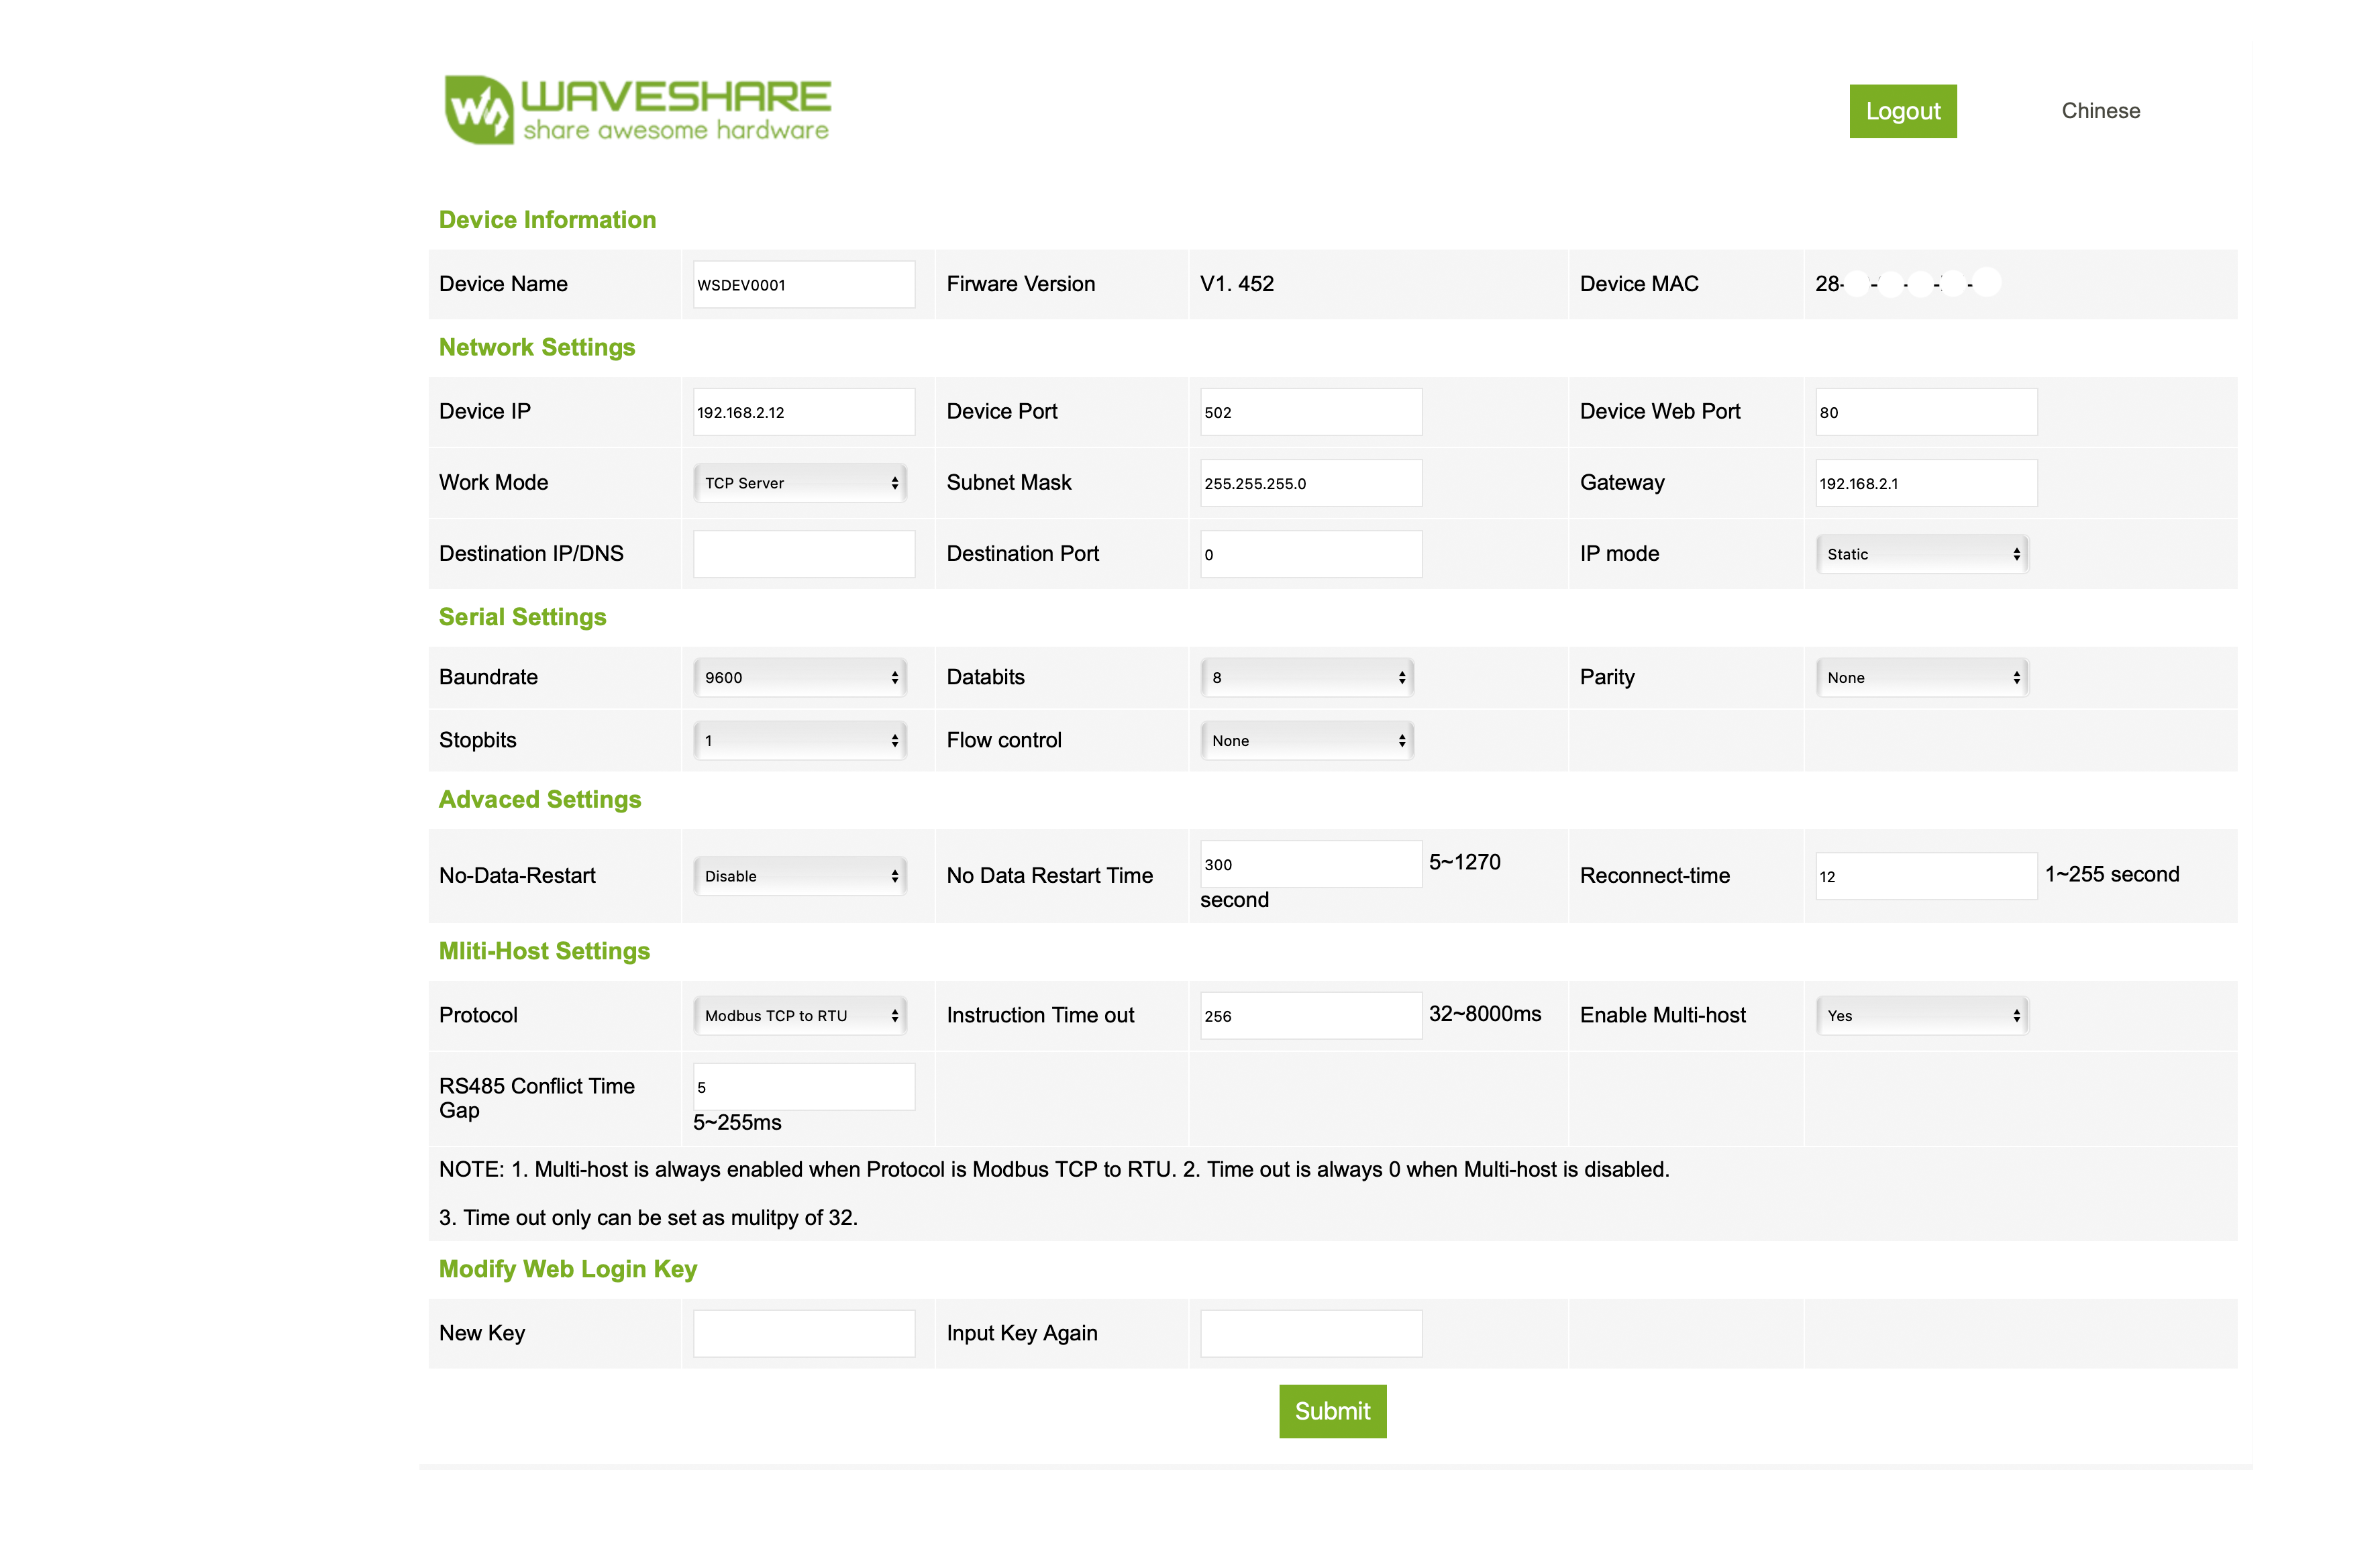 WAVESHARE
share awesome hardware
Logout
Chinese
Device Information
Device Name WSDEV0001 Firware Version V1. 452 Device MAC 28- - - - -
Network Settings
Device IP 192.168.2.12 Device Port 502 Device Web Port 80
Work Mode TCP Server Subnet Mask 255.255.255.0 Gateway 192.168.2.1
Destination IP/DNS Destination Port 0 IP mode Static
Serial Settings
Baundrate 9600 Databits 8 Parity None
Stopbits 1 Flow control None
Advaced Settings
No-Data-Restart Disable No Data Restart Time 300 5~1270 second Reconnect-time 12 1~255 second
Mliti-Host Settings
Protocol Modbus TCP to RTU Instruction Time out 256 32~8000ms Enable Multi-host Yes
RS485 Conflict Time Gap 5 5~255ms
NOTE: 1. Multi-host is always enabled when Protocol is Modbus TCP to RTU. 2. Time out is always 0 when Multi-host is disabled.
3. Time out only can be set as mulitpy of 32.
Modify Web Login Key
New Key Input Key Again
Submit